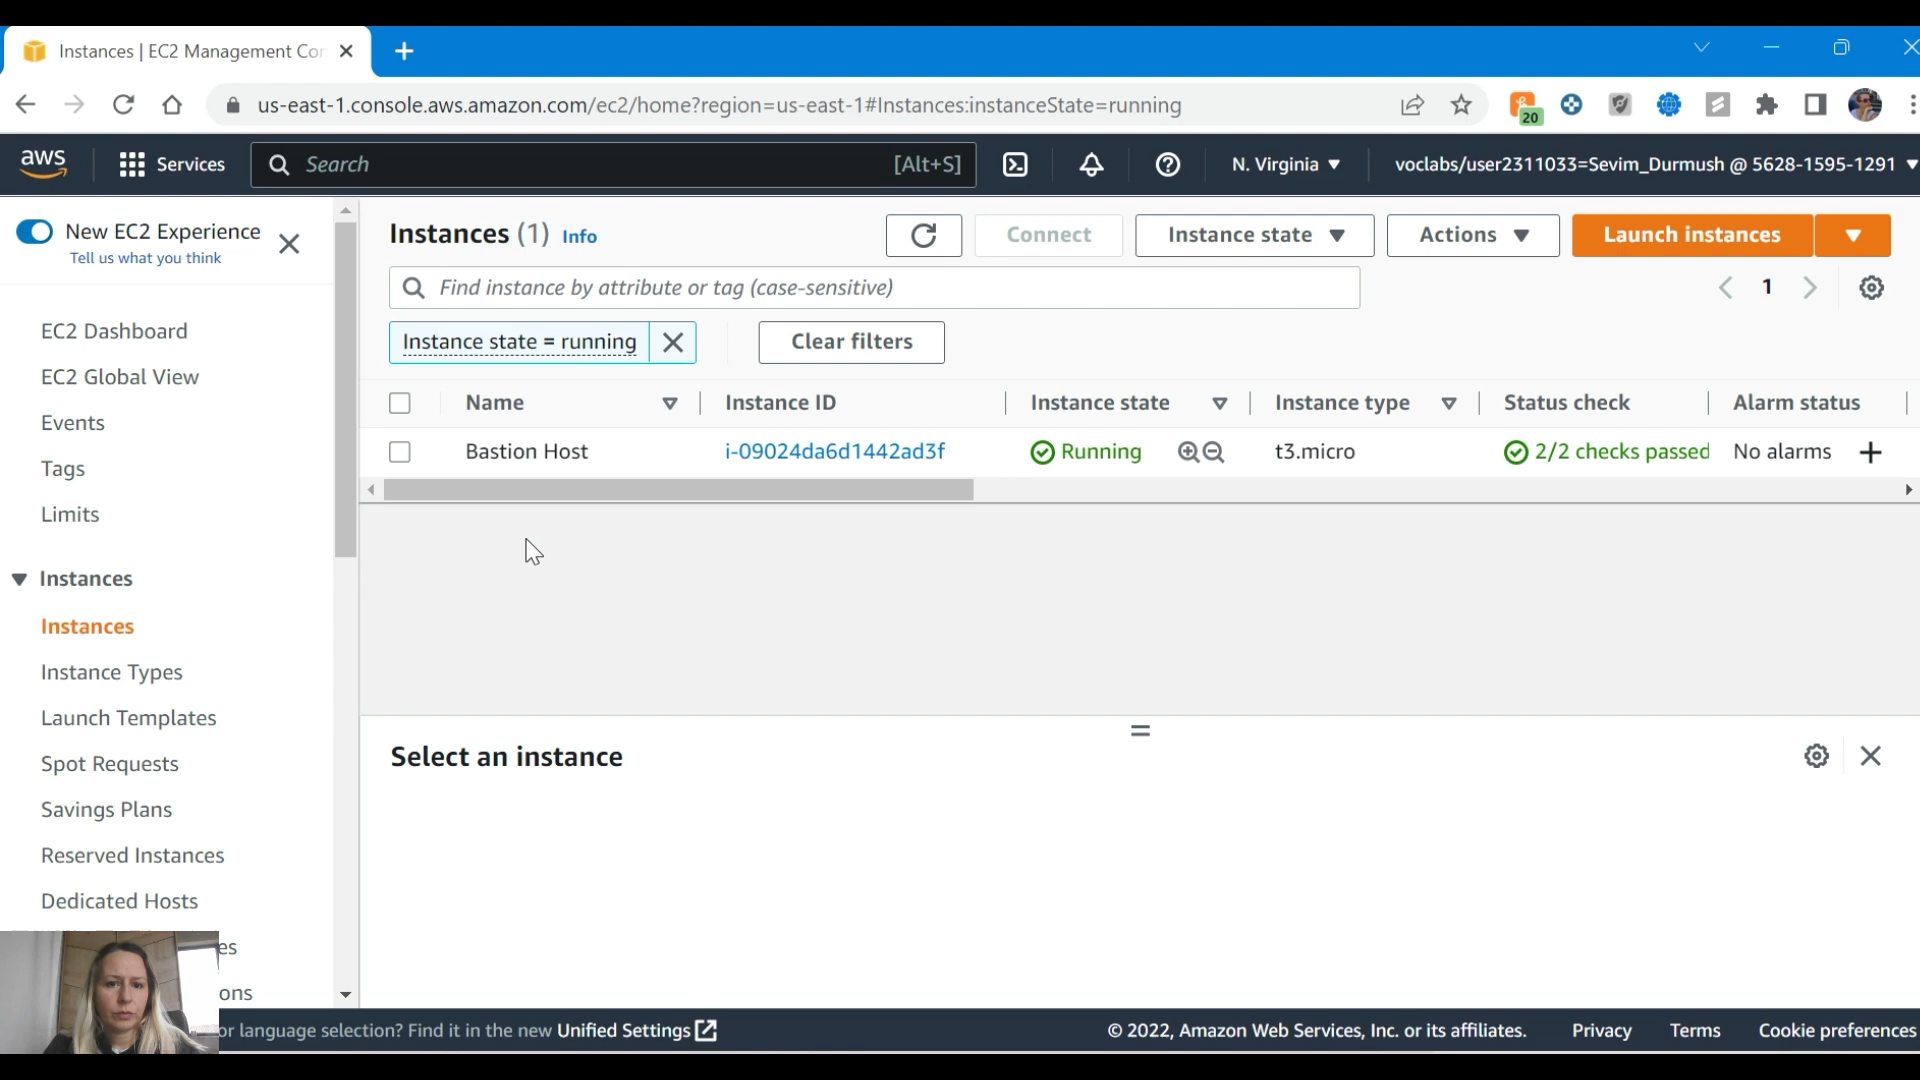 Instances | EC2 Management Con
us-east-1.console.aws.amazon.com/ec2/home?region=us-east-1#Instances:instanceState=running
20
aws
Services
Search
[Alt+S]
N. Virginia
voclabs/user2311033=Sevim_Durmush @ 5628-1595-1291
New EC2 Experience
Tell us what you think
EC2 Dashboard
EC2 Global View
Events
Tags
Limits
Instances
Instances
Instance Types
Launch Templates
Spot Requests
Savings Plans
Reserved Instances
Dedicated Hosts
es
ons
Instances (1) Info
Connect
Instance state
Actions
Launch instances
Find instance by attribute or tag (case-sensitive)
1
Instance state = running
Clear filters
Name Instance ID Instance state Instance type Status check Alarm status
Bastion Host i-09024da6d1442ad3f Running t3.micro 2/2 checks passed No alarms
Select an instance
or language selection? Find it in the new Unified Settings
© 2022, Amazon Web Services, Inc. or its affiliates. Privacy Terms Cookie preferences